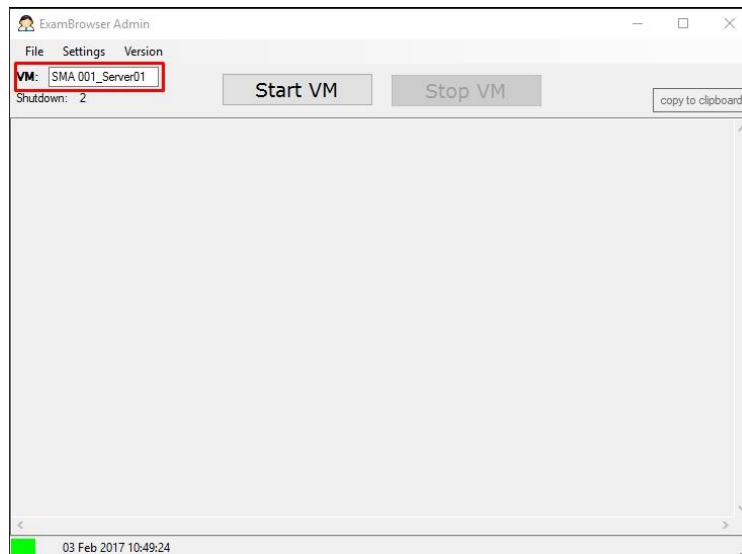 ExamBrowser Admin
File Settings Version
VM: SMA 001_Server01
Shutdown: 2
Start VM
Stop VM
copy to clipboard
03 Feb 2017 10:49:24